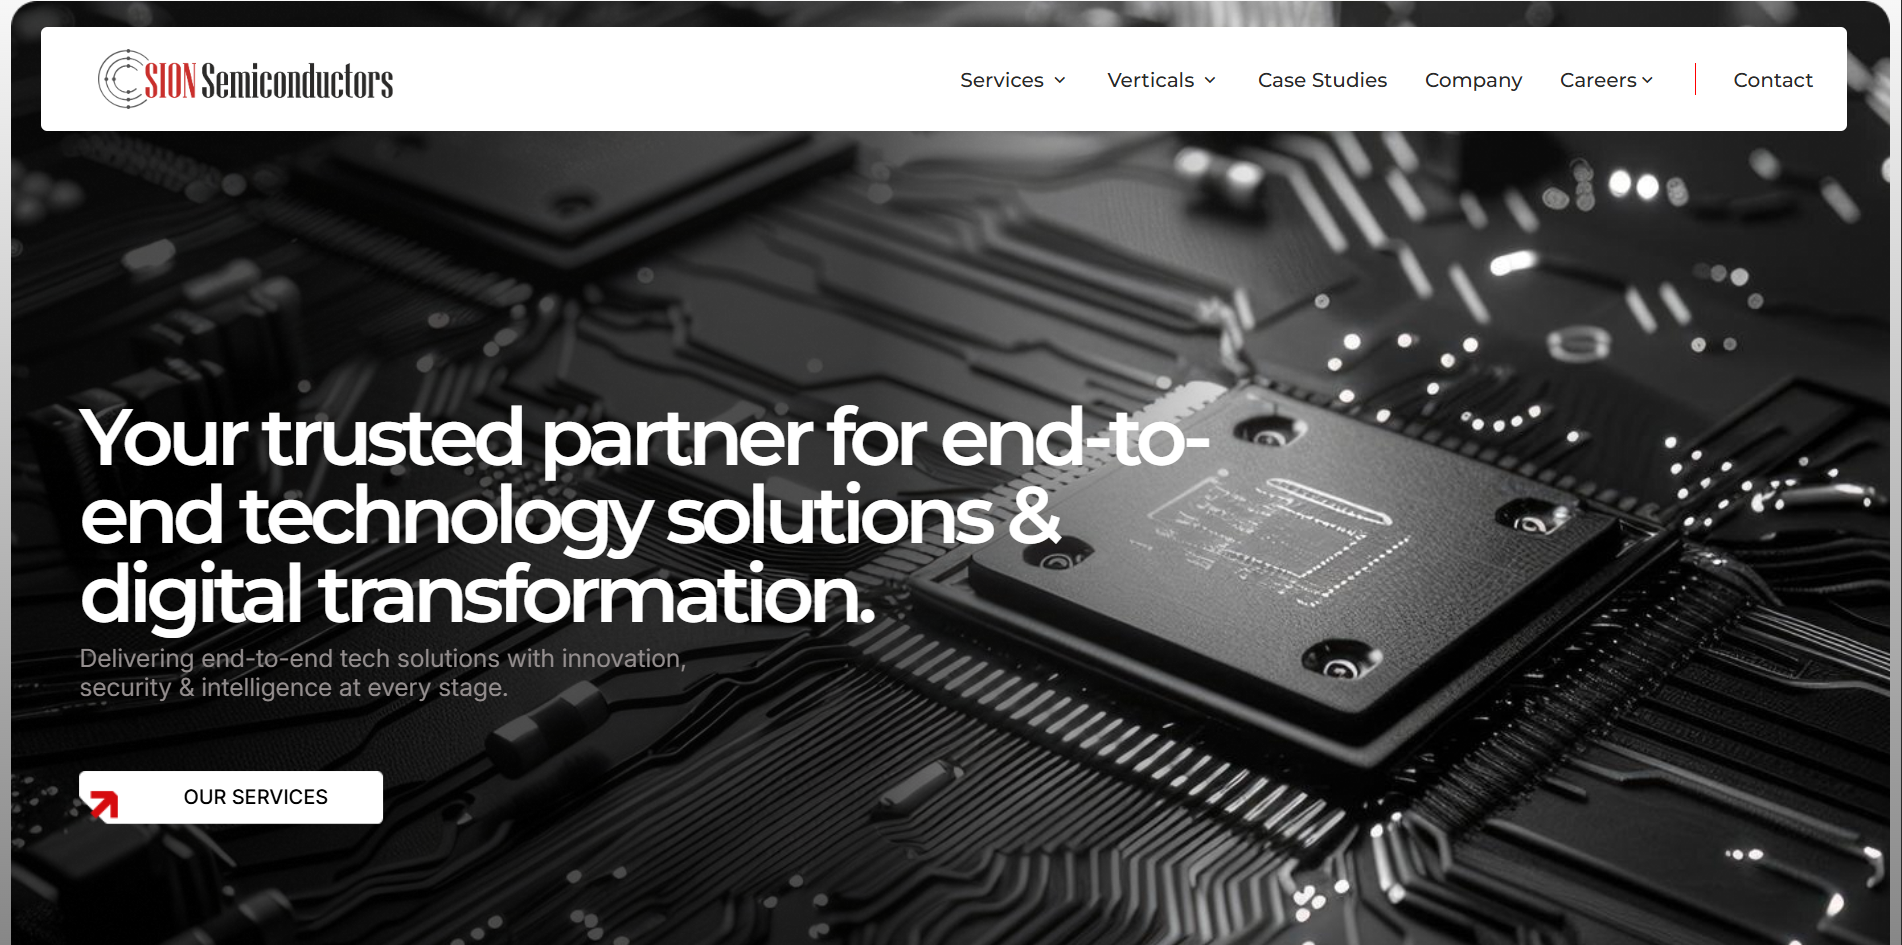 SION Semiconductors
Services
Verticals
Case Studies
Company
Careers
Contact
Your trusted partner for end-to-
end technology solutions &
digital transformation.
Delivering end-to-end tech solutions with innovation,
security & intelligence at every stage.
OUR SERVICES